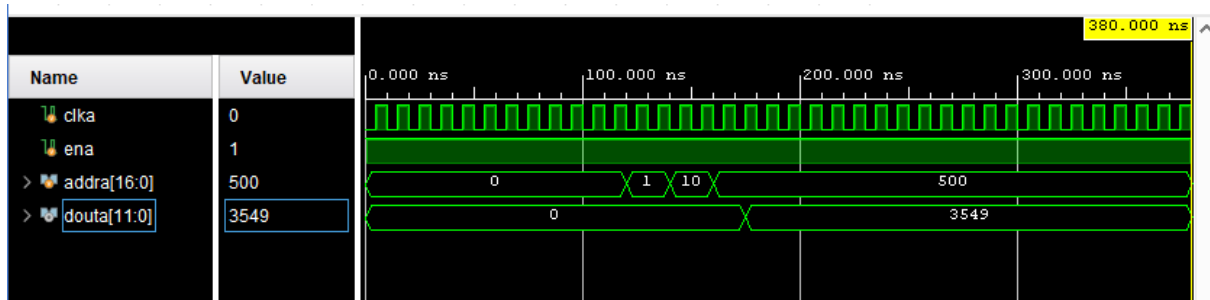 380.000 ns
Name Value 0.000 ns 100.000 ns 200.000 ns 300.000 ns
clka 0
ena 1
addra[16:0] 500 0 1 10 500
douta[11:0] 3549 0 3549